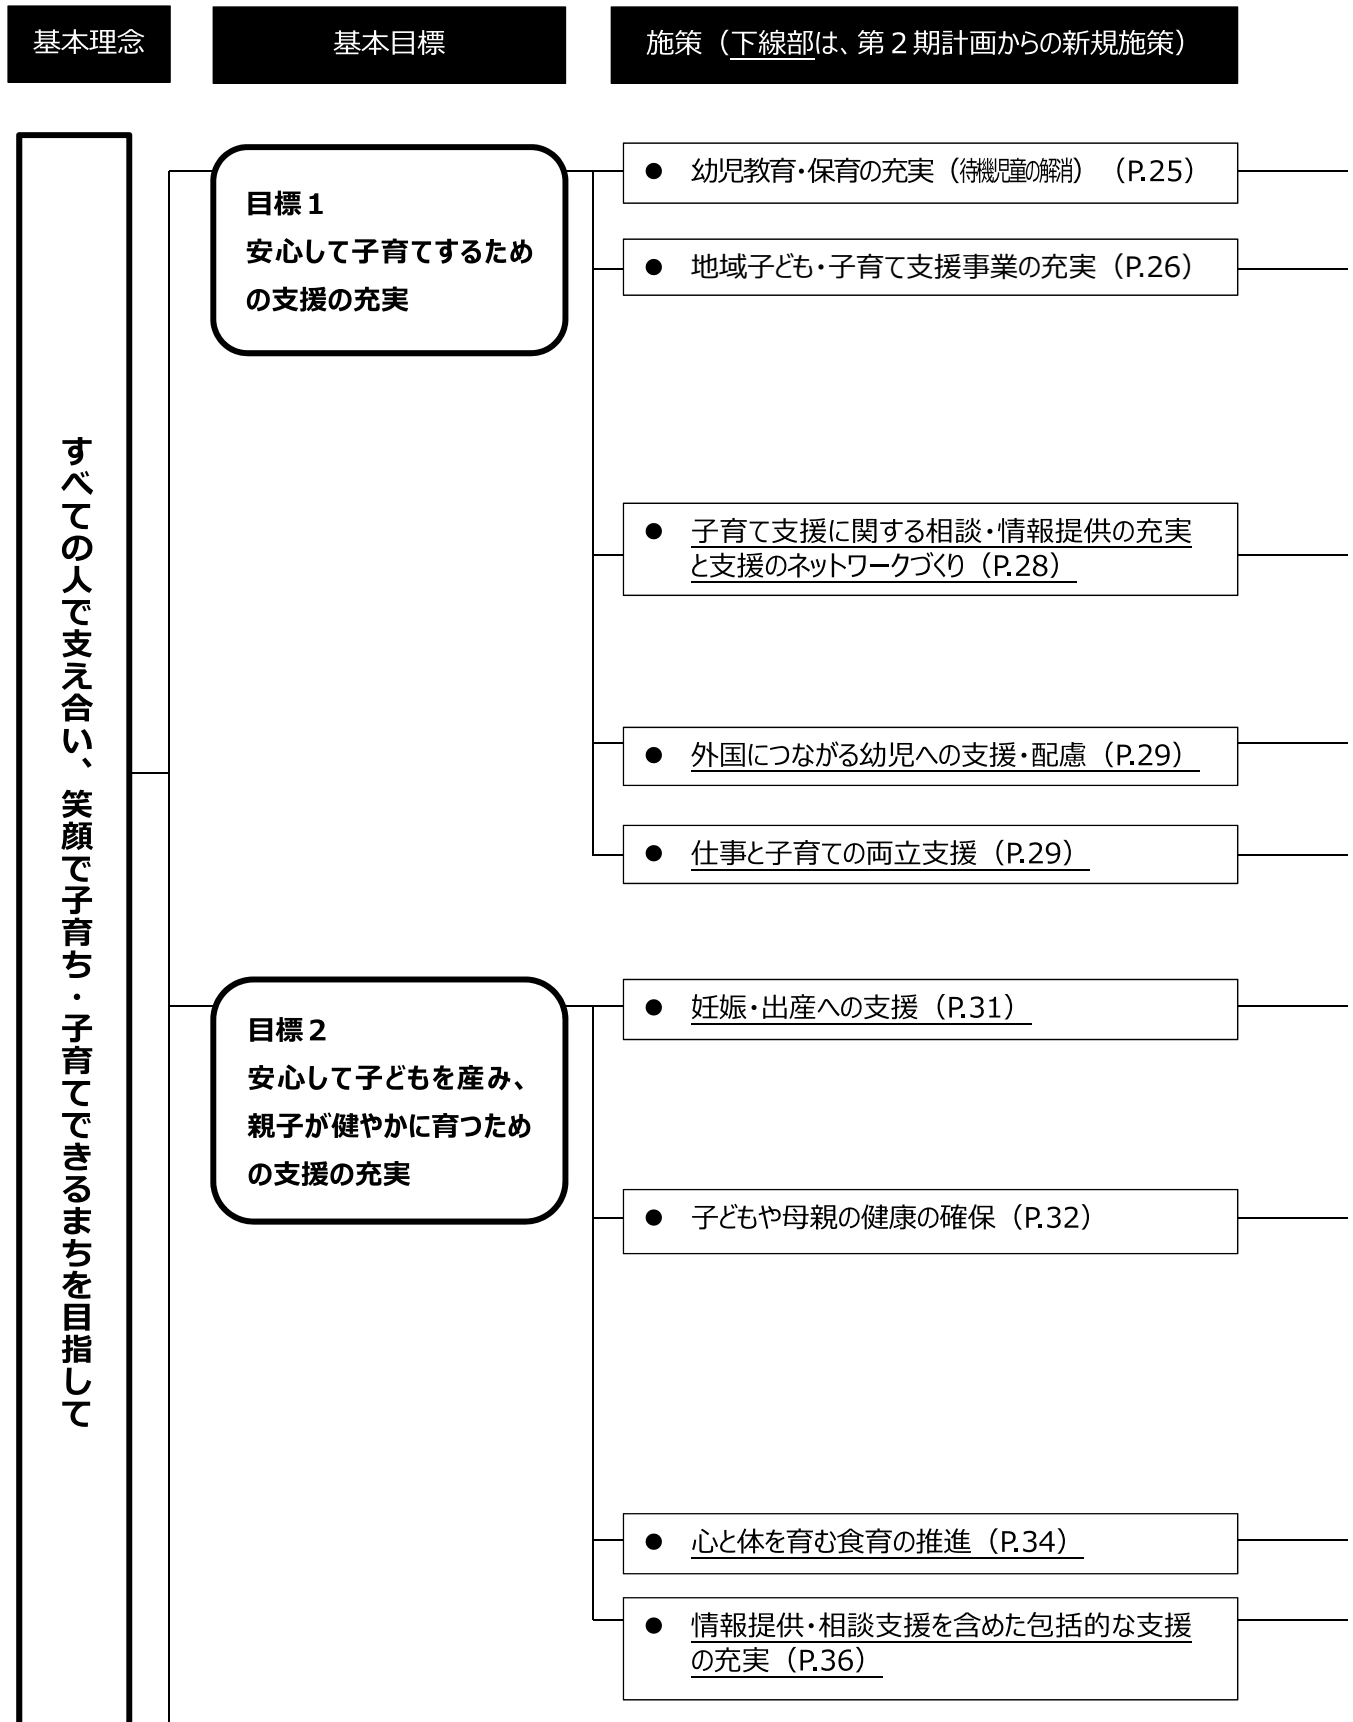 基本理念
基本目標
施策（下線部は、第２期計画からの新規施策）
すべての人で支え合い、笑顔で子育ち・子育てできるまちを目指して
目標１
安心して子育てするため
の支援の充実
● 幼児教育・保育の充実（待機児童の解消）（P.25）
● 地域子ども・子育て支援事業の充実（P.26）
● 子育て支援に関する相談・情報提供の充実
と支援のネットワークづくり（P.28）
● 外国につながる幼児への支援・配慮（P.29）
● 仕事と子育ての両立支援（P.29）
目標２
安心して子どもを産み、
親子が健やかに育つため
の支援の充実
● 妊娠・出産への支援（P.31）
● 子どもや母親の健康の確保（P.32）
● 心と体を育む食育の推進（P.34）
● 情報提供・相談支援を含めた包括的な支援
の充実（P.36）